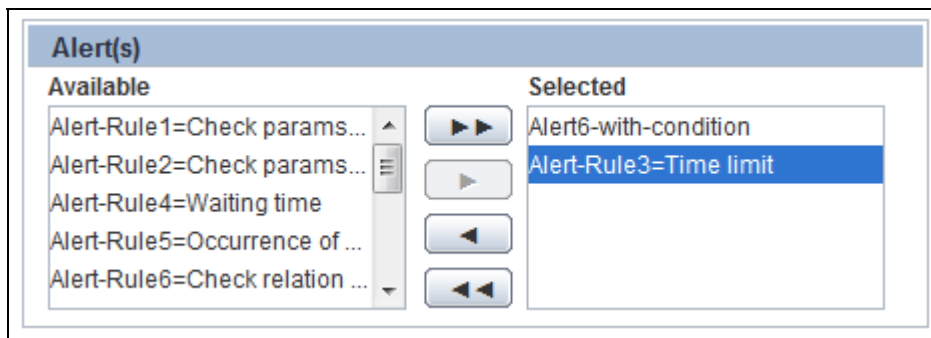 Alert(s)
Available
Selected
Alert-Rule1=Check params...
Alert-Rule2=Check params...
Alert-Rule4=Waiting time
Alert-Rule5=Occurrence of ...
Alert-Rule6=Check relation ...
Alert6-with-condition
Alert-Rule3=Time limit